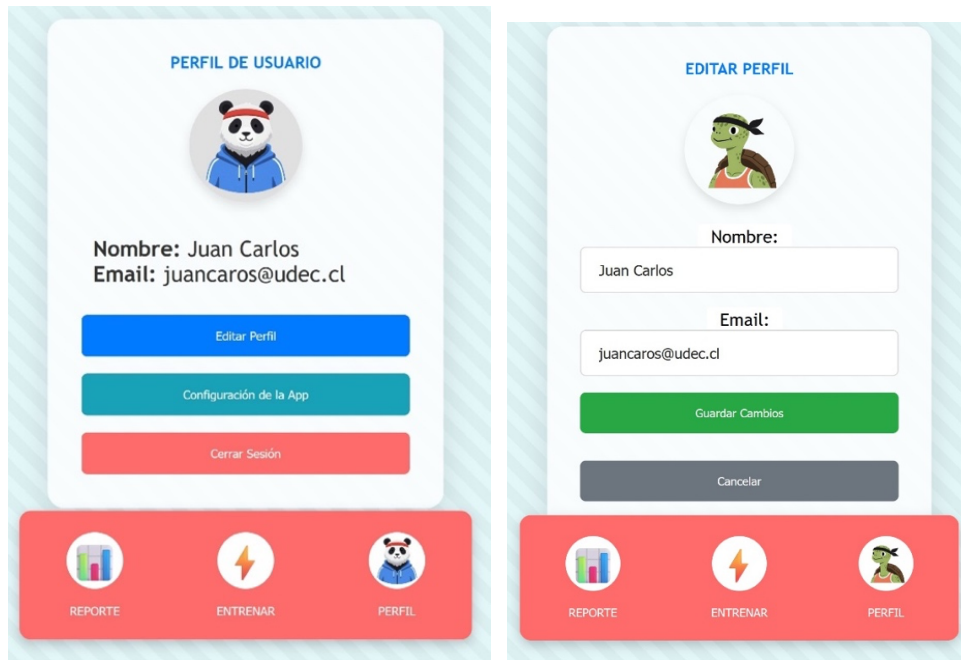 PERFIL DE USUARIO
Nombre: Juan Carlos
Email: juancaros@udec.cl
Editar Perfil
Configuración de la App
Cerrar Sesión
REPORTE ENTRENAR PERFIL
EDITAR PERFIL
Nombre:
Juan Carlos
Email:
juancaros@udec.cl
Guardar Cambios
Cancelar
REPORTE ENTRENAR PERFIL